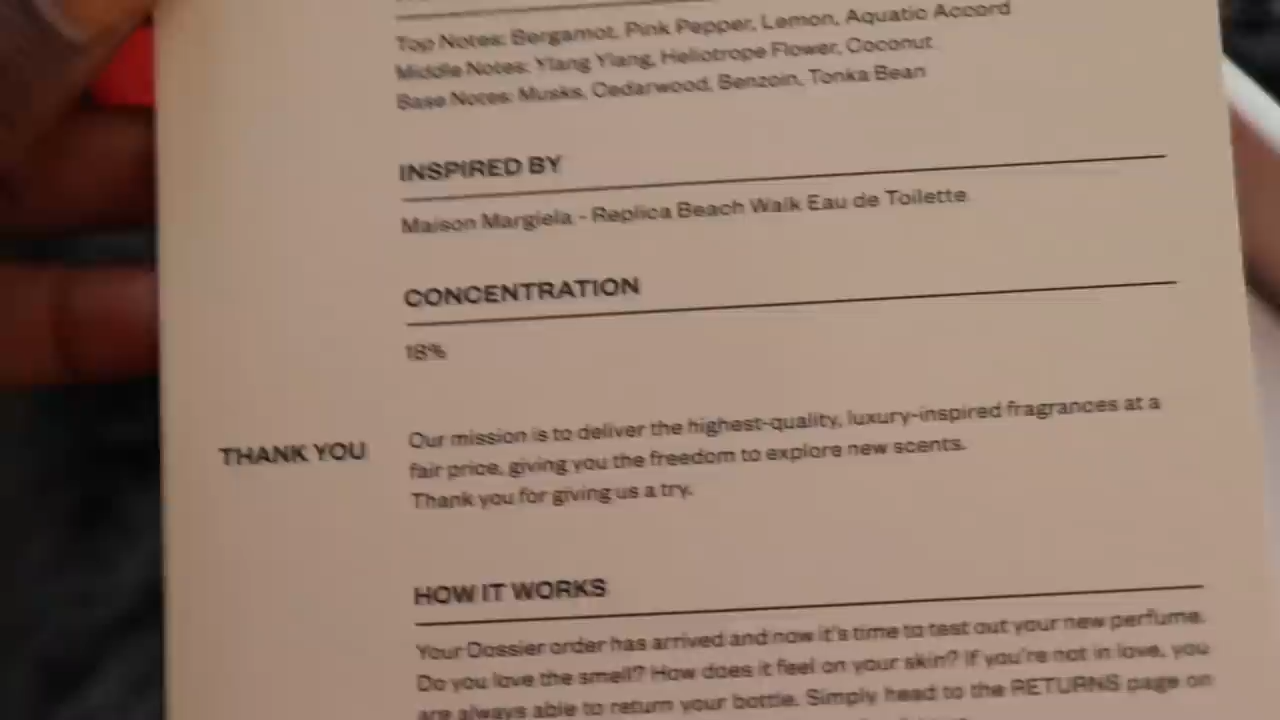 Top Notes: Bergamot, Pink Pepper, Lemon, Aquatic Accord
Middle Notes: Ylang Ylang, Heliotrope Flower, Coconut
Base Notes: Musks, Cedarwood, Benzoin, Tonka Bean
INSPIRED BY
Maison Margiela - Replica Beach Walk Eau de Toilette
CONCENTRATION
18%
THANK YOU
Our mission is to deliver the highest-quality, luxury-inspired fragrances at a
fair price, giving you the freedom to explore new scents.
Thank you for giving us a try.
HOW IT WORKS
Your Dossier order has arrived and now it's time to test out your new perfume.
Do you love the smell? How does it feel on your skin? If you're not in love, you
are always able to return your bottle. Simply head to the RETURNS page on